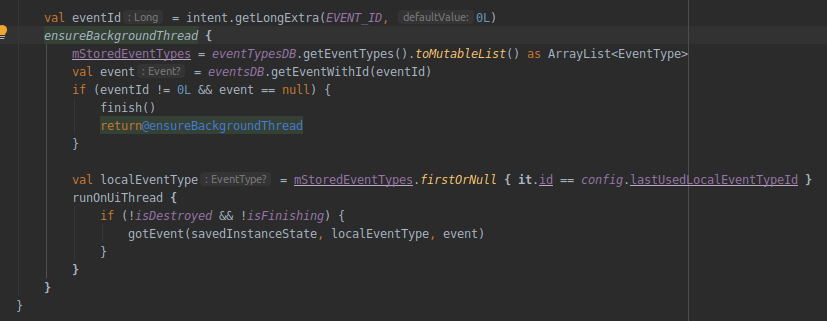 val eventId : Long = intent.getLongExtra(EVENT_ID, defaultValue: 0L)
ensureBackgroundThread {
mStoredEventTypes = eventTypesDB.getEventTypes().toMutableList() as ArrayList<EventType>
val event : Event? = eventsDB.getEventWithId(eventId)
if (eventId != 0L && event == null) {
finish()
return@ensureBackgroundThread
}
val localEventType : EventType? = mStoredEventTypes.firstOrNull { it.id == config.lastUsedLocalEventTypeId }
runOnUiThread {
if (!isDestroyed && !isFinishing) {
gotEvent(savedInstanceState, localEventType, event)
}
}
}
}